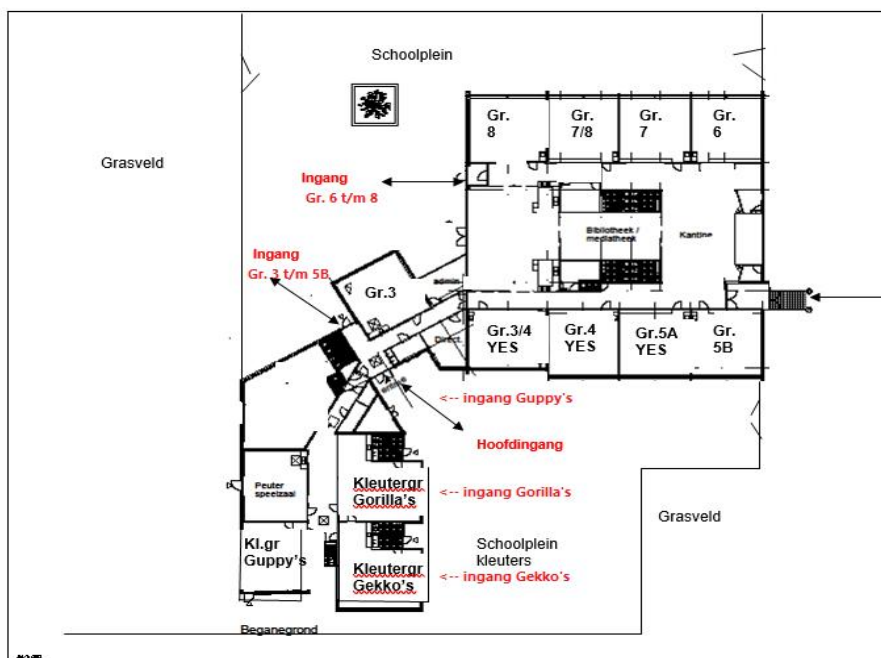 Schoolplein
Gr.
8
Gr.
7/8
Gr.
7
Gr.
6
Grasveld
Ingang
Gr. 6 t/m 8
Bibliotheek /
mediatheek
Kantine
Ingang
Gr. 3 t/m 5B
admin.
Gr.3
Direct.
Gr.3/4
YES
Gr.4
YES
Gr.5A
YES
Gr.
5B
<-- ingang Guppy's
Hoofdingang
Peuter
speelzaal
Kleutergr
Gorilla's
<-- ingang Gorilla's
Grasveld
Kl.gr
Guppy's
Kleutergr
Gekko's
Schoolplein
kleuters
<-- ingang Gekko's
Beganegrond